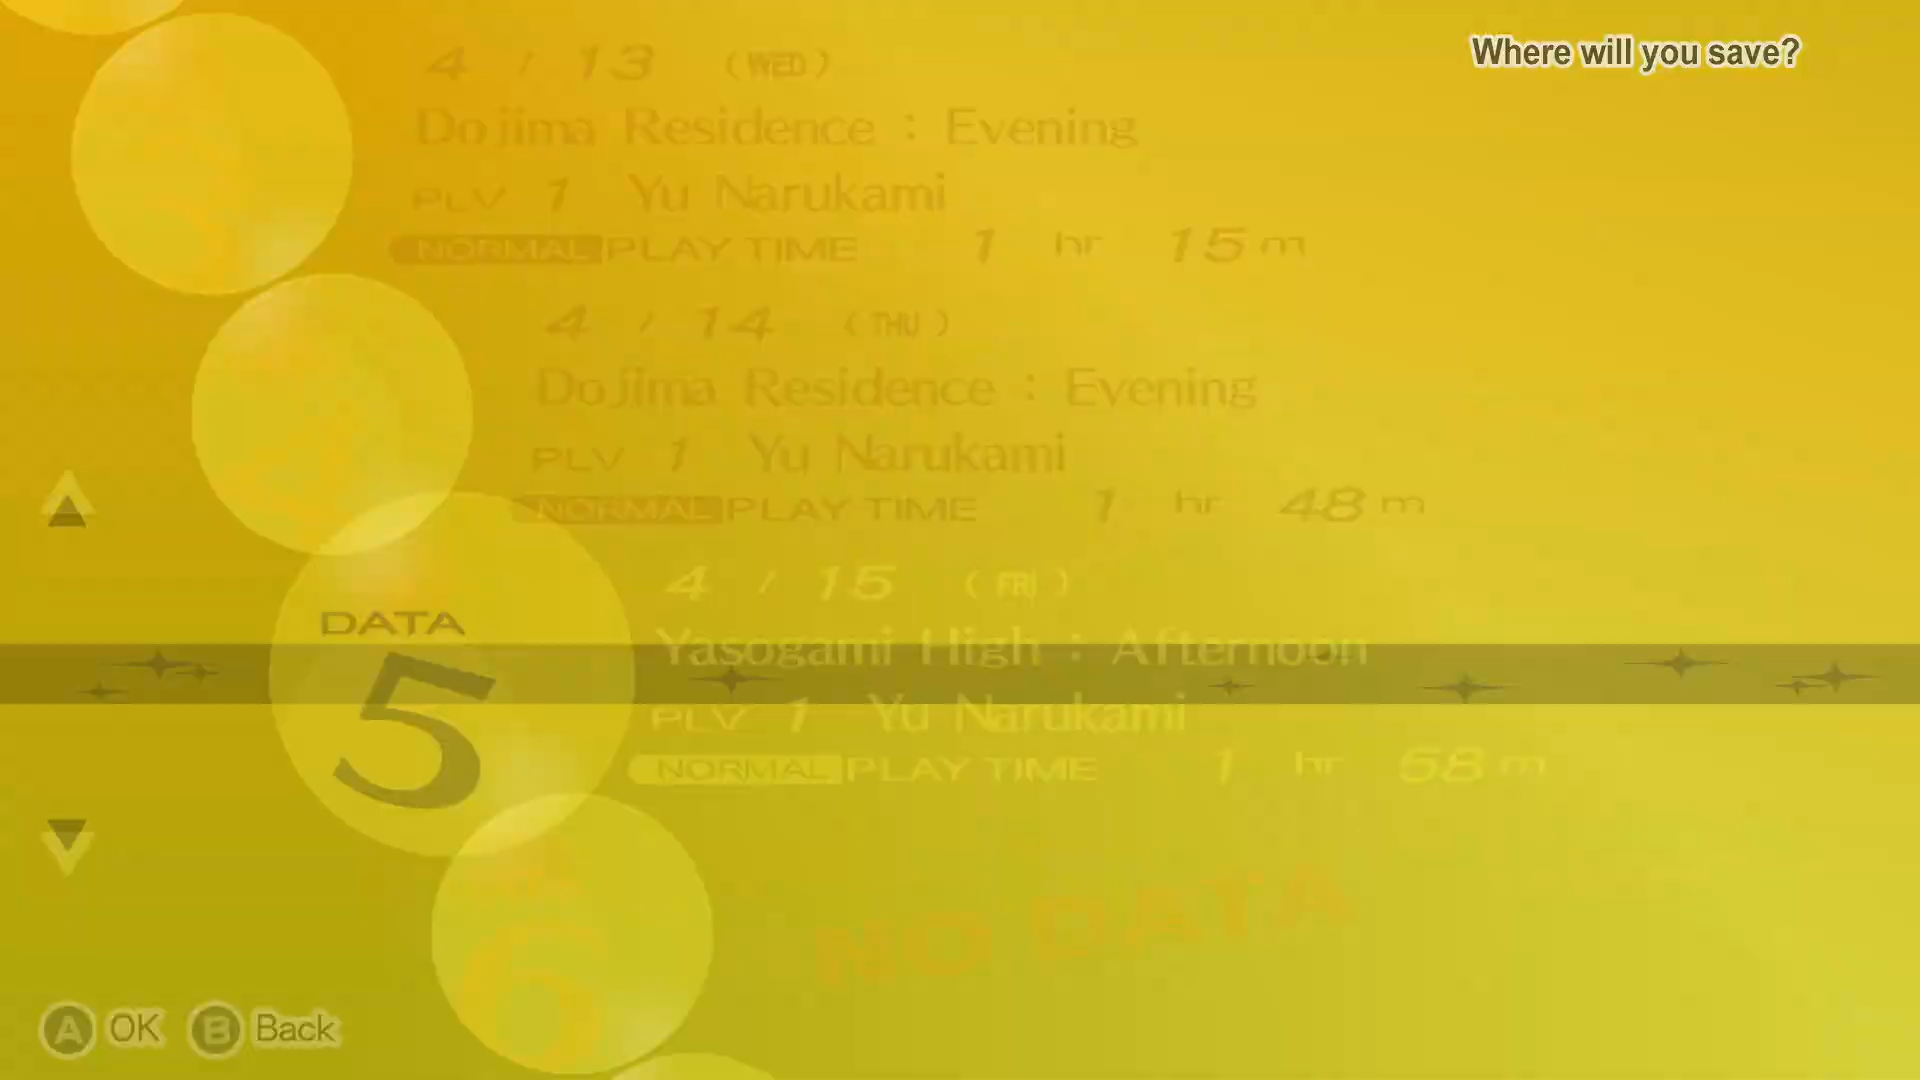 Where will you save?
4 / 13 (WED)
Dojima Residence : Evening
PLV 1 Yu Narukami
NORMAL PLAY TIME 1 hr 15 m
4 / 14 (THU)
Dojima Residence : Evening
PLV 1 Yu Narukami
NORMAL PLAY TIME 1 hr 48 m
DATA
5
4 / 15 (FRI)
Yasogami High : Afternoon
PLV 1 Yu Narukami
NORMAL PLAY TIME 1 hr 58 m
6
NO DATA
A OK B Back